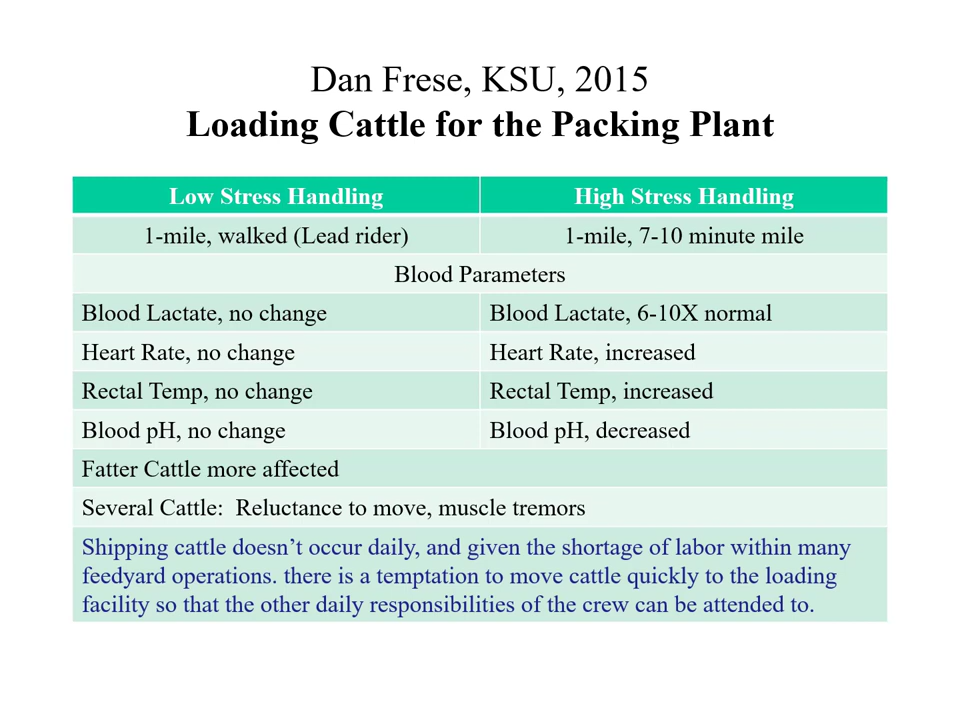 Dan Frese, KSU, 2015
Loading Cattle for the Packing Plant
Low Stress Handling
High Stress Handling
1-mile, walked (Lead rider)
1-mile, 7-10 minute mile
Blood Parameters
Blood Lactate, no change
Blood Lactate, 6-10X normal
Heart Rate, no change
Heart Rate, increased
Rectal Temp, no change
Rectal Temp, increased
Blood pH, no change
Blood pH, decreased
Fatter Cattle more affected
Several Cattle:  Reluctance to move, muscle tremors
Shipping cattle doesn’t occur daily, and given the shortage of labor within many
feedyard operations. there is a temptation to move cattle quickly to the loading
facility so that the other daily responsibilities of the crew can be attended to.